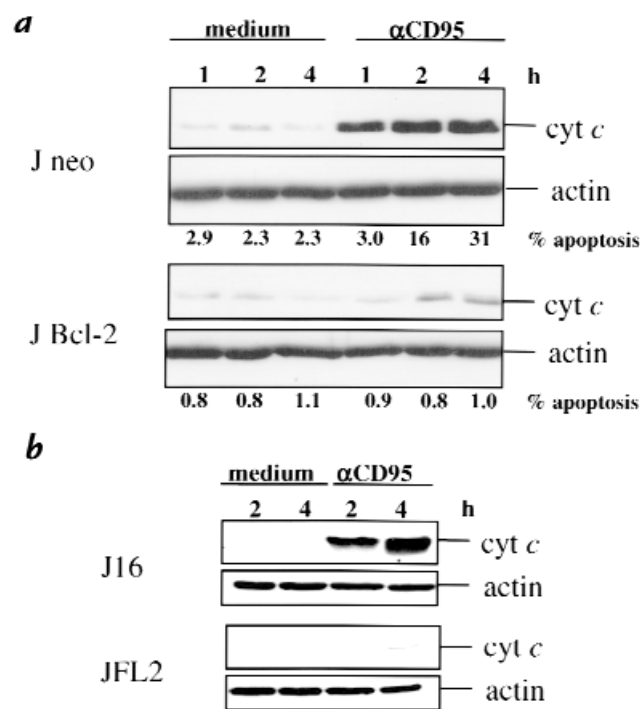 a
medium αCD95
1 2 4 1 2 4 h
cyt c
J neo
actin
2.9 2.3 2.3 3.0 16 31 % apoptosis
cyt c
J Bcl-2
actin
0.8 0.8 1.1 0.9 0.8 1.0 % apoptosis
b
medium αCD95
2 4 2 4 h
cyt c
J16
actin
cyt c
JFL2
actin